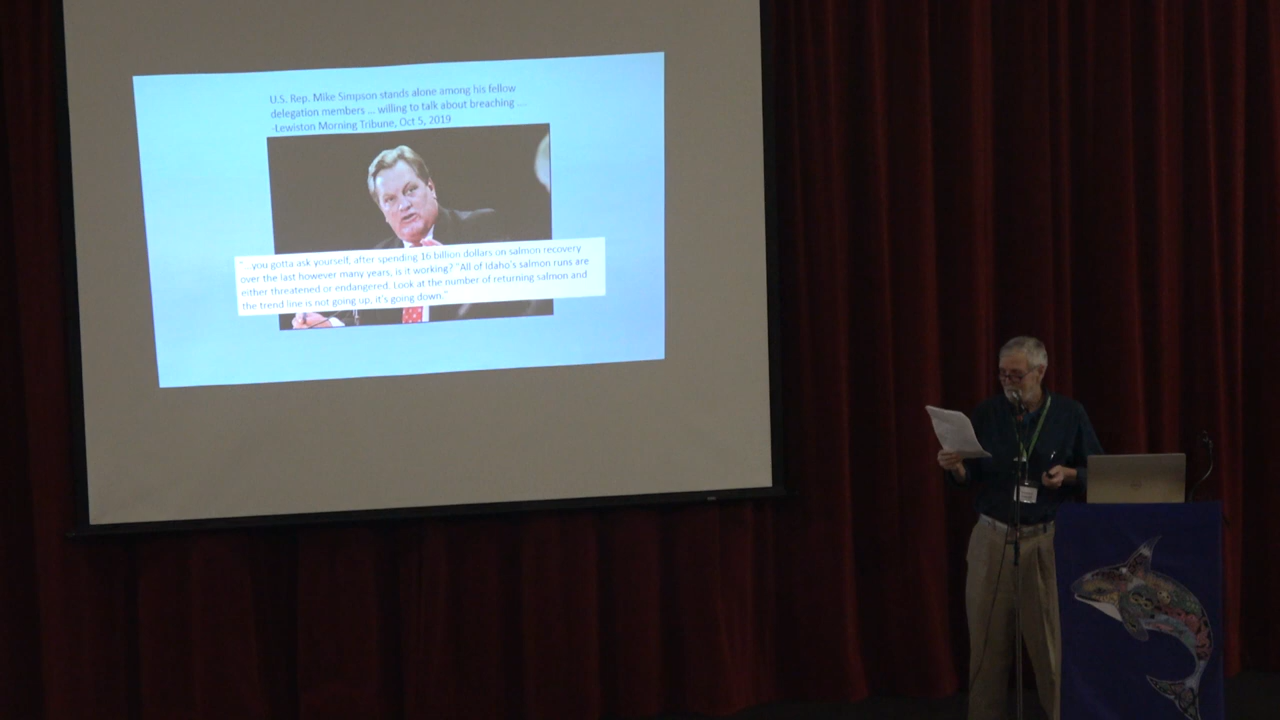 U.S. Rep. Mike Simpson stands alone among his fellow
delegation members ... willing to talk about breaching ...
-Lewiston Morning Tribune, Oct 5, 2019
"...you gotta ask yourself, after spending 16 billion dollars on salmon recovery
over the last however many years, is it working? "All of Idaho's salmon runs are
either threatened or endangered. Look at the number of returning salmon and
the trend line is not going up, it's going down."